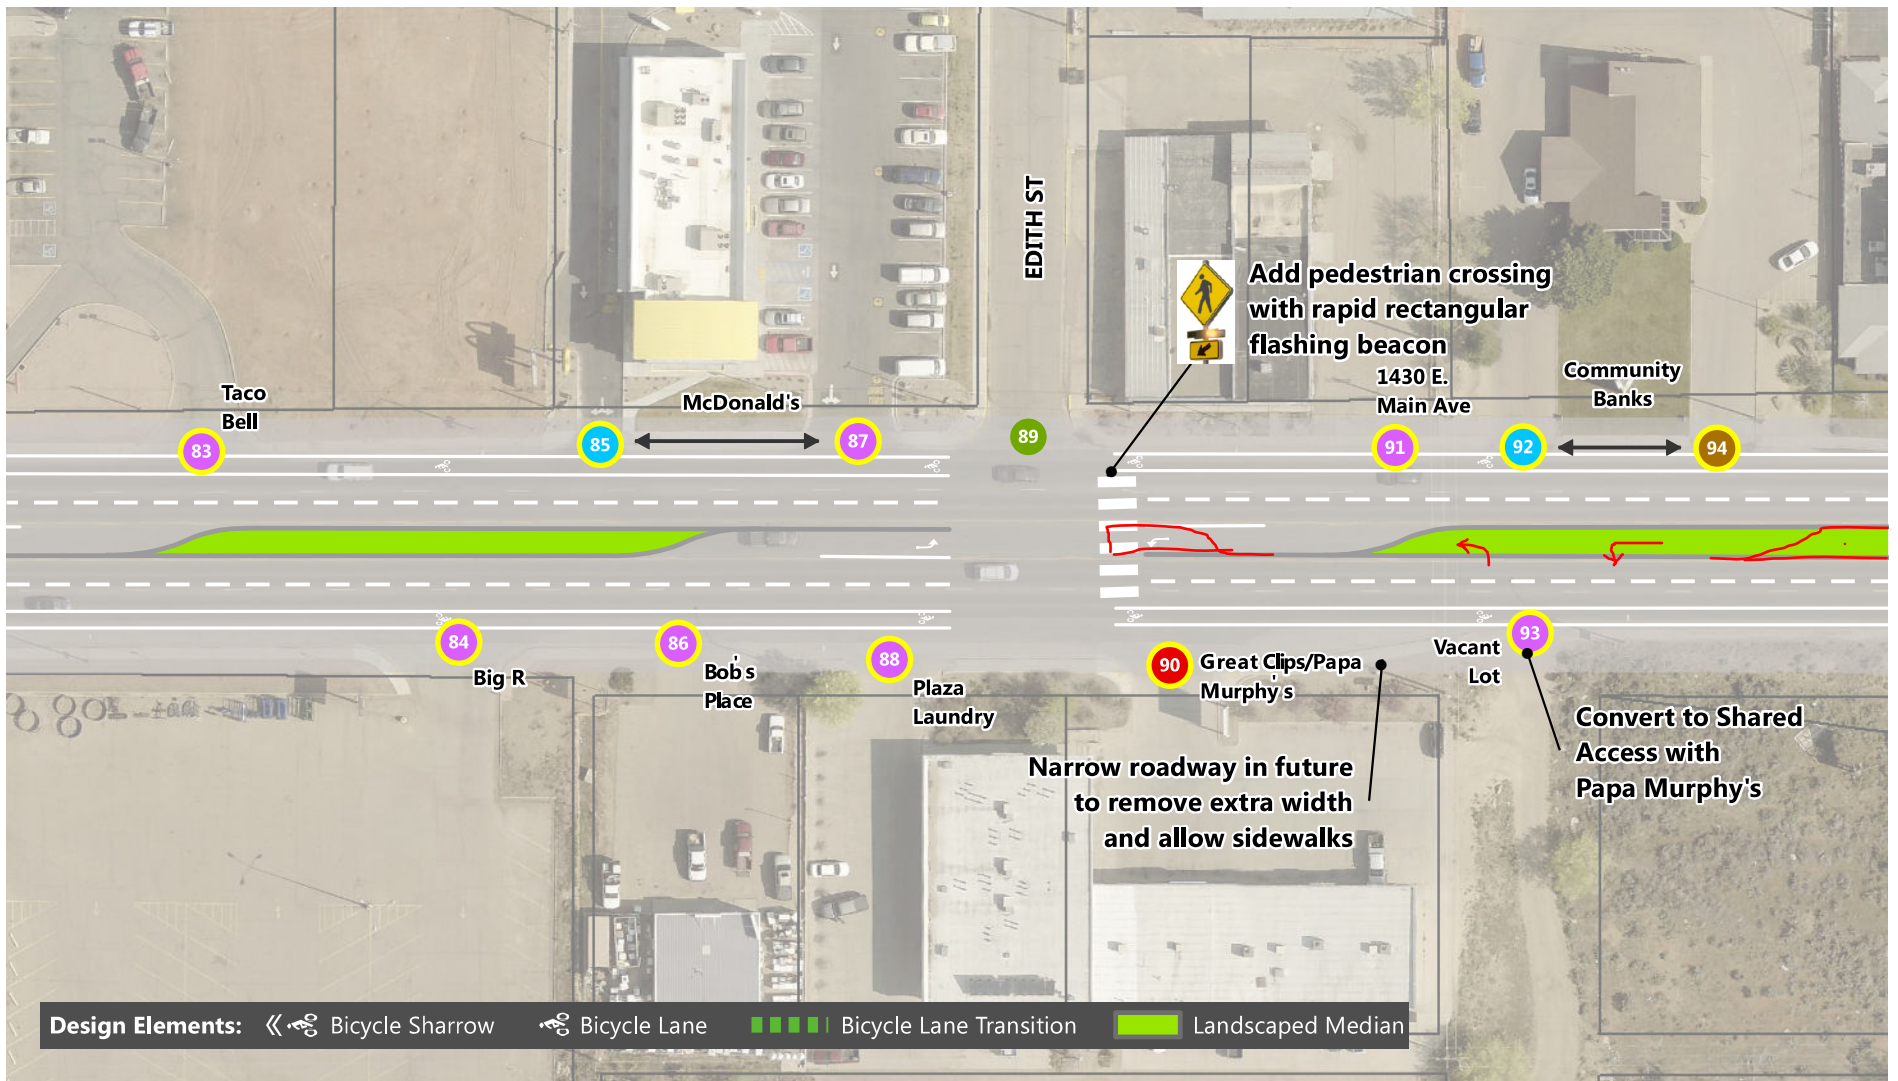 EDITH ST
Add pedestrian crossing
with rapid rectangular
flashing beacon
1430 E.
Main Ave
Community
Banks
Taco
Bell
McDonald's
83
85
87
89
91
92
94
84
86
88
90
93
Big R
Bob's
Place
Plaza
Laundry
Great Clips/Papa
Murphy's
Vacant
Lot
Narrow roadway in future
to remove extra width
and allow sidewalks
Convert to Shared
Access with
Papa Murphy's
Design Elements: Bicycle Sharrow Bicycle Lane Bicycle Lane Transition Landscaped Median